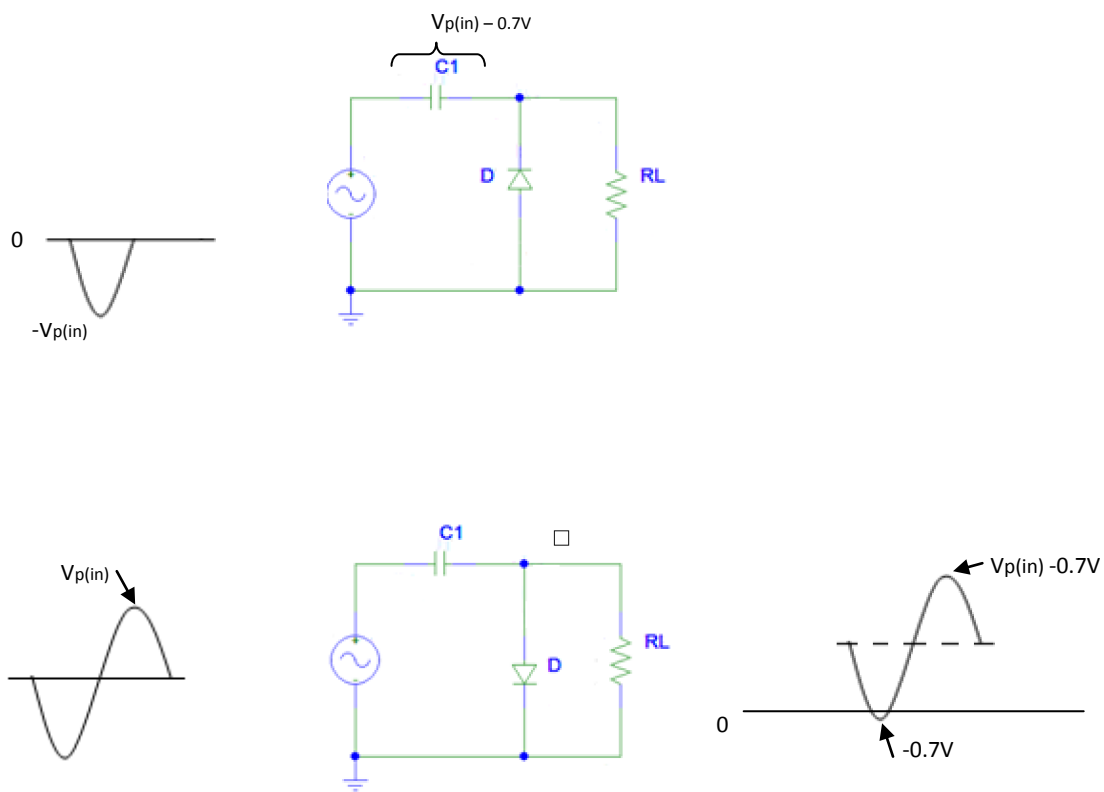 Vp(in) – 0.7V
C1
D
RL
0
-Vp(in)
C1
Vp(in)
D
RL
Vp(in) -0.7V
0
-0.7V